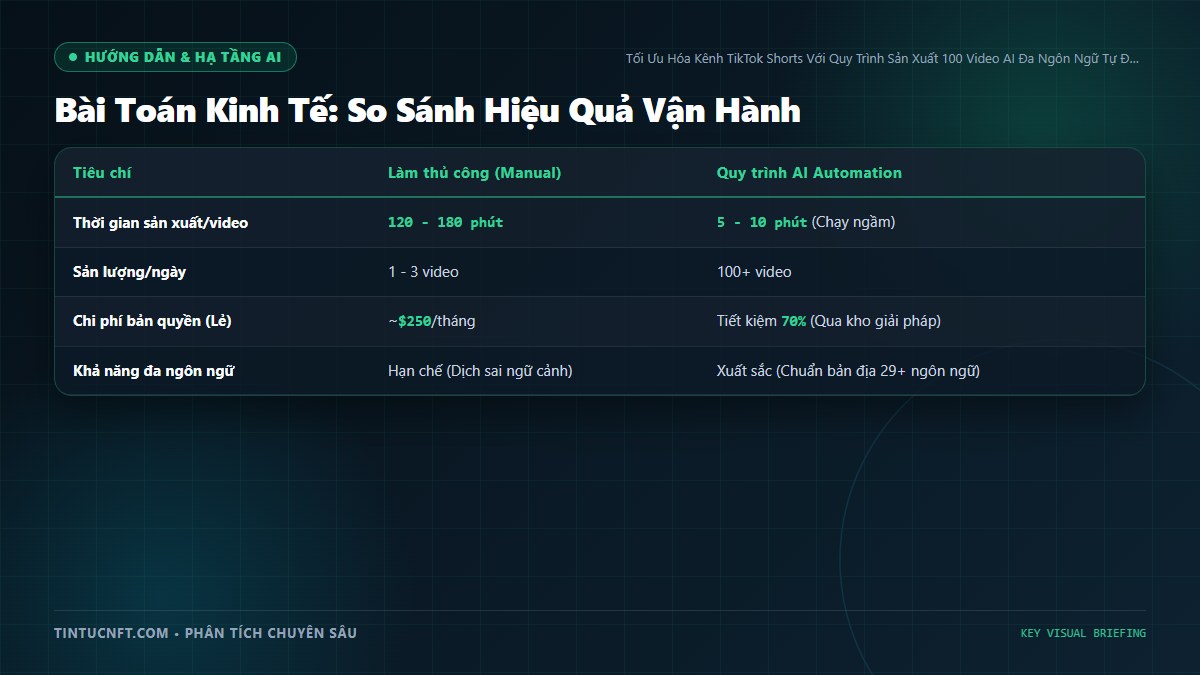 HƯỚNG DẪN & HẠ TẦNG AI
Tối Ưu Hóa Kênh TikTok Shorts Với Quy Trình Sản Xuất 100 Video AI Đa Ngôn Ngữ Tự Đ...
Bài Toán Kinh Tế: So Sánh Hiệu Quả Vận Hành
Tiêu chí Làm thủ công (Manual) Quy trình AI Automation
Thời gian sản xuất/video 120 - 180 phút 5 - 10 phút (Chạy ngầm)
Sản lượng/ngày 1 - 3 video 100+ video
Chi phí bản quyền (Lẻ) ~$250/tháng Tiết kiệm 70% (Qua kho giải pháp)
Khả năng đa ngôn ngữ Hạn chế (Dịch sai ngữ cảnh) Xuất sắc (Chuẩn bản địa 29+ ngôn ngữ)
TINTUCNFT.COM • PHÂN TÍCH CHUYÊN SÂU
KEY VISUAL BRIEFING